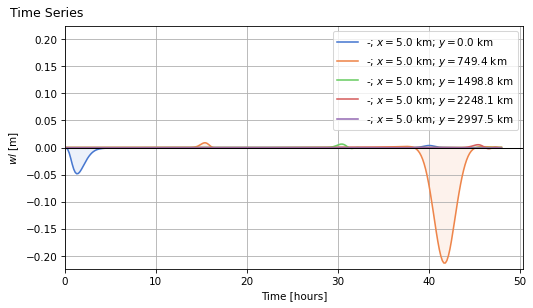 Time Series
wl [m]
0.20
0.15
0.10
0.05
0.00
−0.05
−0.10
−0.15
−0.20
-; x = 5.0 km; y = 0.0 km
-; x = 5.0 km; y = 749.4 km
-; x = 5.0 km; y = 1498.8 km
-; x = 5.0 km; y = 2248.1 km
-; x = 5.0 km; y = 2997.5 km
0 10 20 30 40 50
Time [hours]